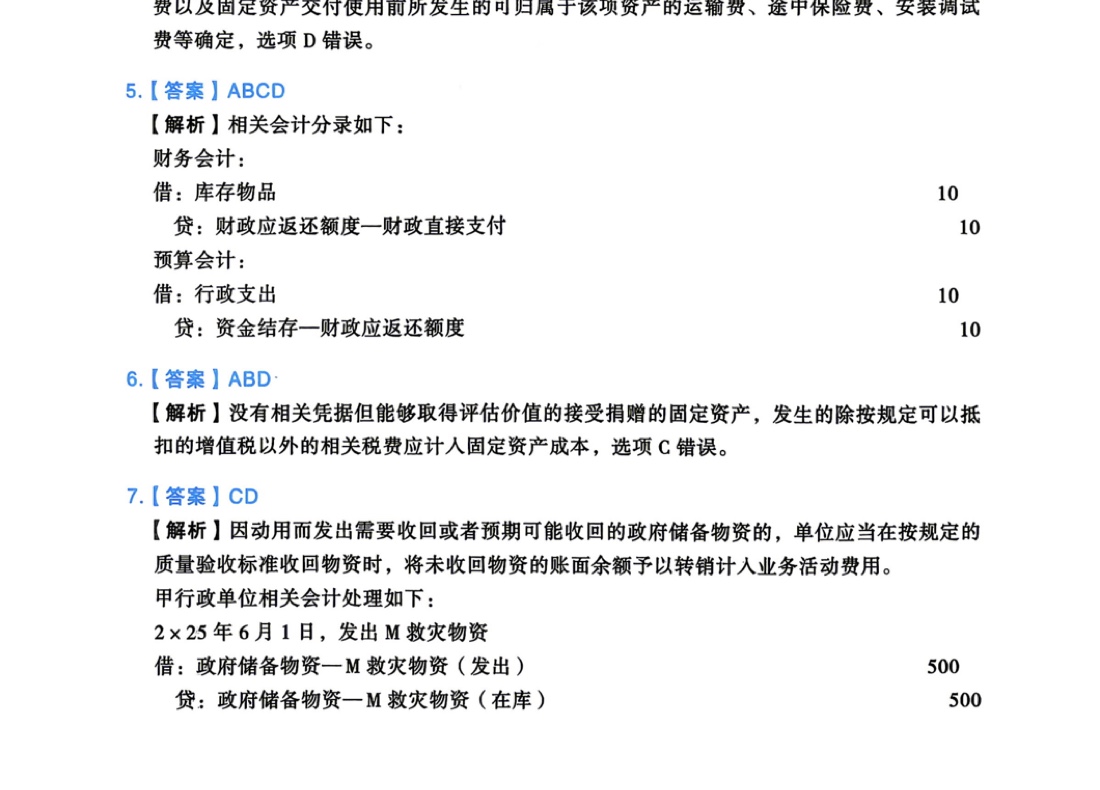 费以及固定资产交付使用前所发生的可归属于该项资产的运输费、途中保险费、安装调试
费等确定，选项 D 错误。
5.【答案】ABCD
【解析】相关会计分录如下：
财务会计：
借：库存物品 10
贷：财政应返还额度—财政直接支付 10
预算会计：
借：行政支出 10
贷：资金结存—财政应返还额度 10
6.【答案】ABD
【解析】没有相关凭据但能够取得评估价值的接受捐赠的固定资产，发生的除按规定可以抵
扣的增值税以外的相关税费应计入固定资产成本，选项 C 错误。
7.【答案】CD
【解析】因动用而发出需要收回或者预期可能收回的政府储备物资的，单位应当在按规定的
质量验收标准收回物资时，将未收回物资的账面余额予以转销计入业务活动费用。
甲行政单位相关会计处理如下：
2×25 年 6 月 1 日，发出 M 救灾物资
借：政府储备物资—M 救灾物资（发出） 500
贷：政府储备物资—M 救灾物资（在库） 500